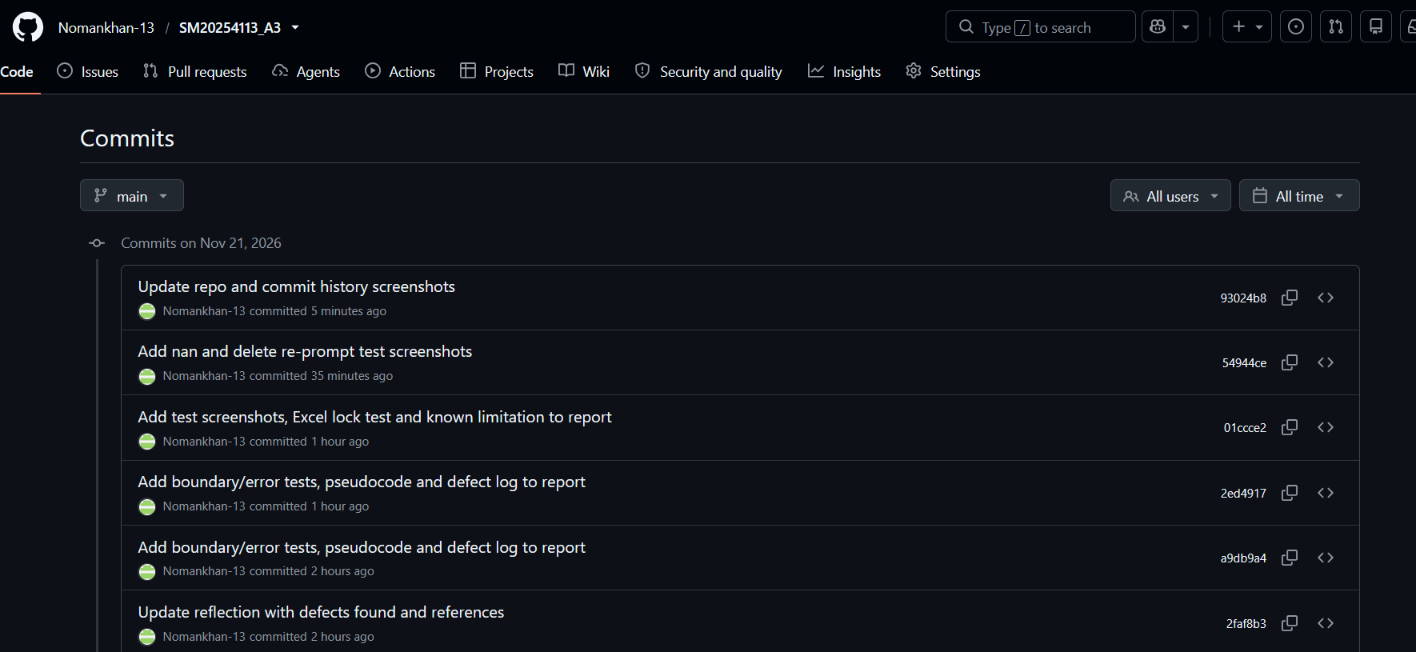 Nomankhan-13 / SM20254113_A3
Type / to search
Code Issues Pull requests Agents Actions Projects Wiki Security and quality Insights Settings
Commits
main All users All time
Commits on Nov 21, 2026
Update repo and commit history screenshots
Nomankhan-13 committed 5 minutes ago
93024b8
Add nan and delete re-prompt test screenshots
Nomankhan-13 committed 35 minutes ago
54944ce
Add test screenshots, Excel lock test and known limitation to report
Nomankhan-13 committed 1 hour ago
01ccce2
Add boundary/error tests, pseudocode and defect log to report
Nomankhan-13 committed 1 hour ago
2ed4917
Add boundary/error tests, pseudocode and defect log to report
Nomankhan-13 committed 2 hours ago
a9db9a4
Update reflection with defects found and references
Nomankhan-13 committed 2 hours ago
2faf8b3